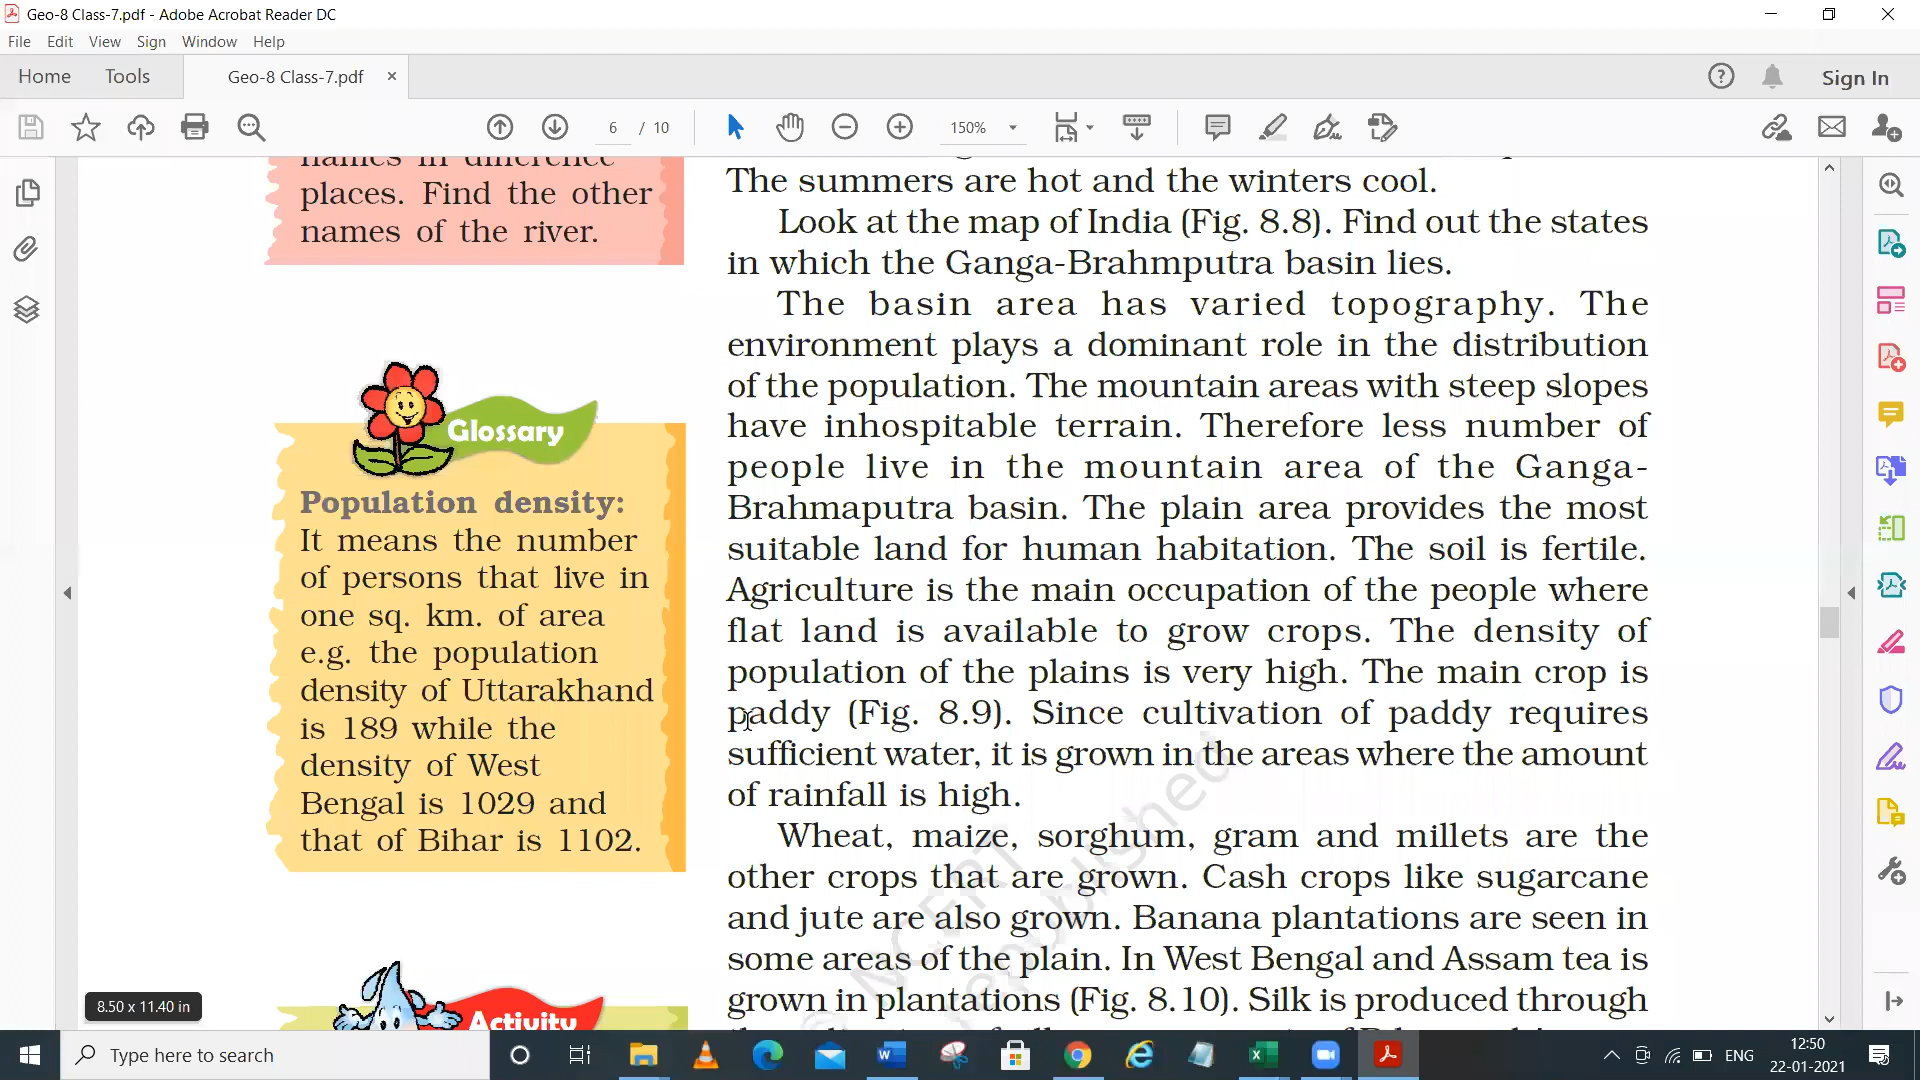 Geo-8 Class-7.pdf - Adobe Acrobat Reader DC
File Edit View Sign Window Help
Home Tools Geo-8 Class-7.pdf × Sign In
6 / 10 150%
names in difference
places. Find the other
names of the river.
Glossary
Population density:
It means the number
of persons that live in
one sq. km. of area
e.g. the population
density of Uttarakhand
is 189 while the
density of West
Bengal is 1029 and
that of Bihar is 1102.
Activity
The summers are hot and the winters cool.
Look at the map of India (Fig. 8.8). Find out the states
in which the Ganga-Brahmputra basin lies.
The basin area has varied topography. The
environment plays a dominant role in the distribution
of the population. The mountain areas with steep slopes
have inhospitable terrain. Therefore less number of
people live in the mountain area of the Ganga-
Brahmaputra basin. The plain area provides the most
suitable land for human habitation. The soil is fertile.
Agriculture is the main occupation of the people where
flat land is available to grow crops. The density of
population of the plains is very high. The main crop is
paddy (Fig. 8.9). Since cultivation of paddy requires
sufficient water, it is grown in the areas where the amount
of rainfall is high.
Wheat, maize, sorghum, gram and millets are the
other crops that are grown. Cash crops like sugarcane
and jute are also grown. Banana plantations are seen in
some areas of the plain. In West Bengal and Assam tea is
grown in plantations (Fig. 8.10). Silk is produced through
© NCERT
republished
8.50 x 11.40 in
Type here to search
ENG
12:50
22-01-2021